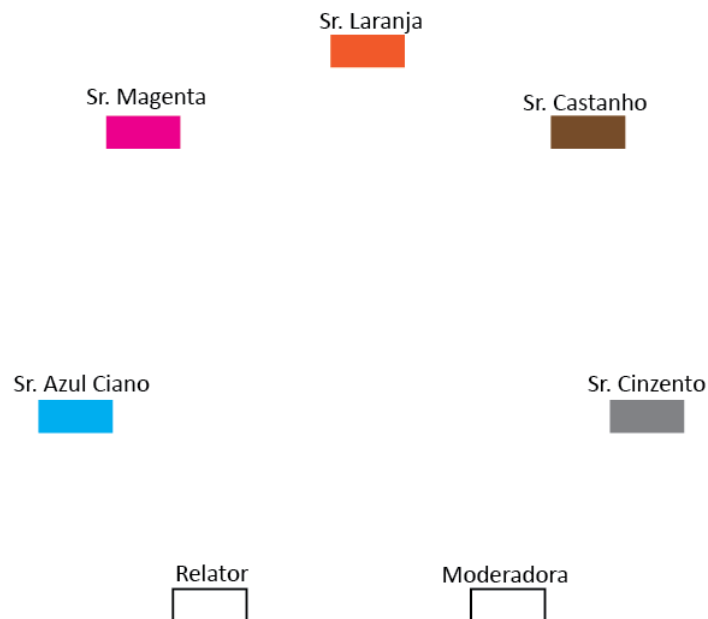 Sr. Laranja
Sr. Magenta
Sr. Castanho
Sr. Azul Ciano
Sr. Cinzento
Relator
Moderadora